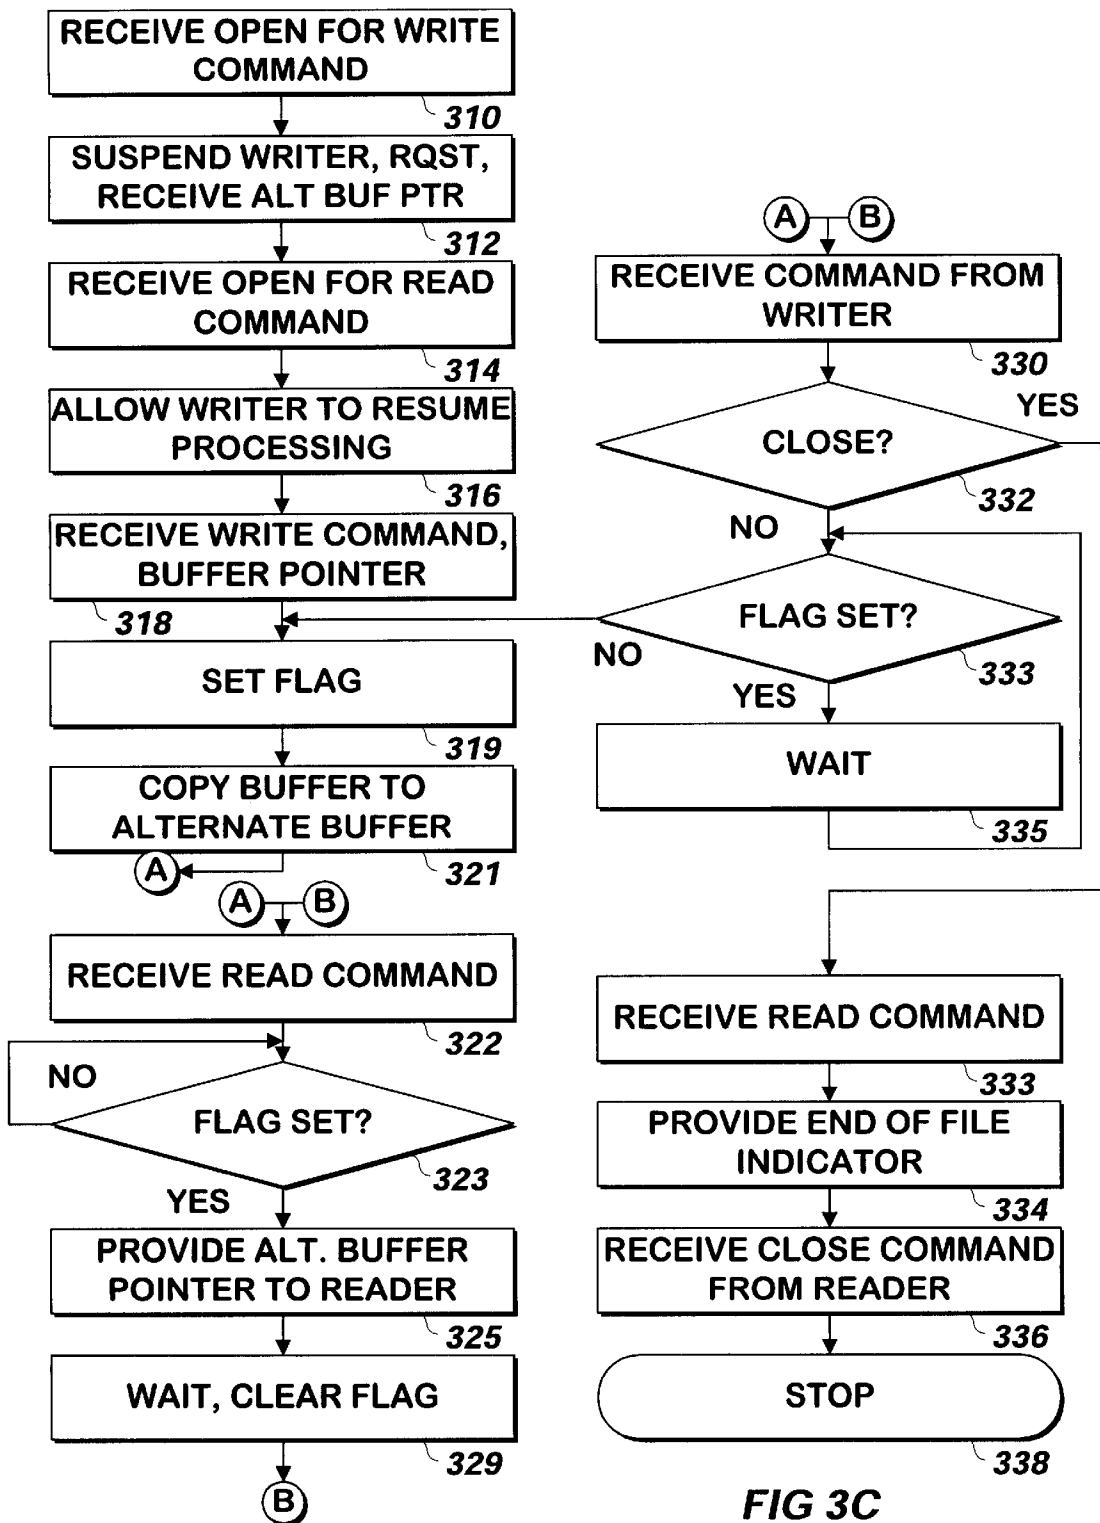 RECEIVE OPEN FOR WRITE
COMMAND
310
SUSPEND WRITER, RQST,
RECEIVE ALT BUF PTR
312
RECEIVE OPEN FOR READ
COMMAND
314
ALLOW WRITER TO RESUME
PROCESSING
316
RECEIVE WRITE COMMAND,
BUFFER POINTER
318
SET FLAG
319
COPY BUFFER TO
ALTERNATE BUFFER
321
A
A B
RECEIVE READ COMMAND
322
NO
FLAG SET?
323
YES
PROVIDE ALT. BUFFER
POINTER TO READER
325
WAIT, CLEAR FLAG
329
B
A B
RECEIVE COMMAND FROM
WRITER
330
YES
CLOSE?
332
NO
FLAG SET?
NO
333
YES
WAIT
335
RECEIVE READ COMMAND
333
PROVIDE END OF FILE
INDICATOR
334
RECEIVE CLOSE COMMAND
FROM READER
336
STOP
338
FIG 3C